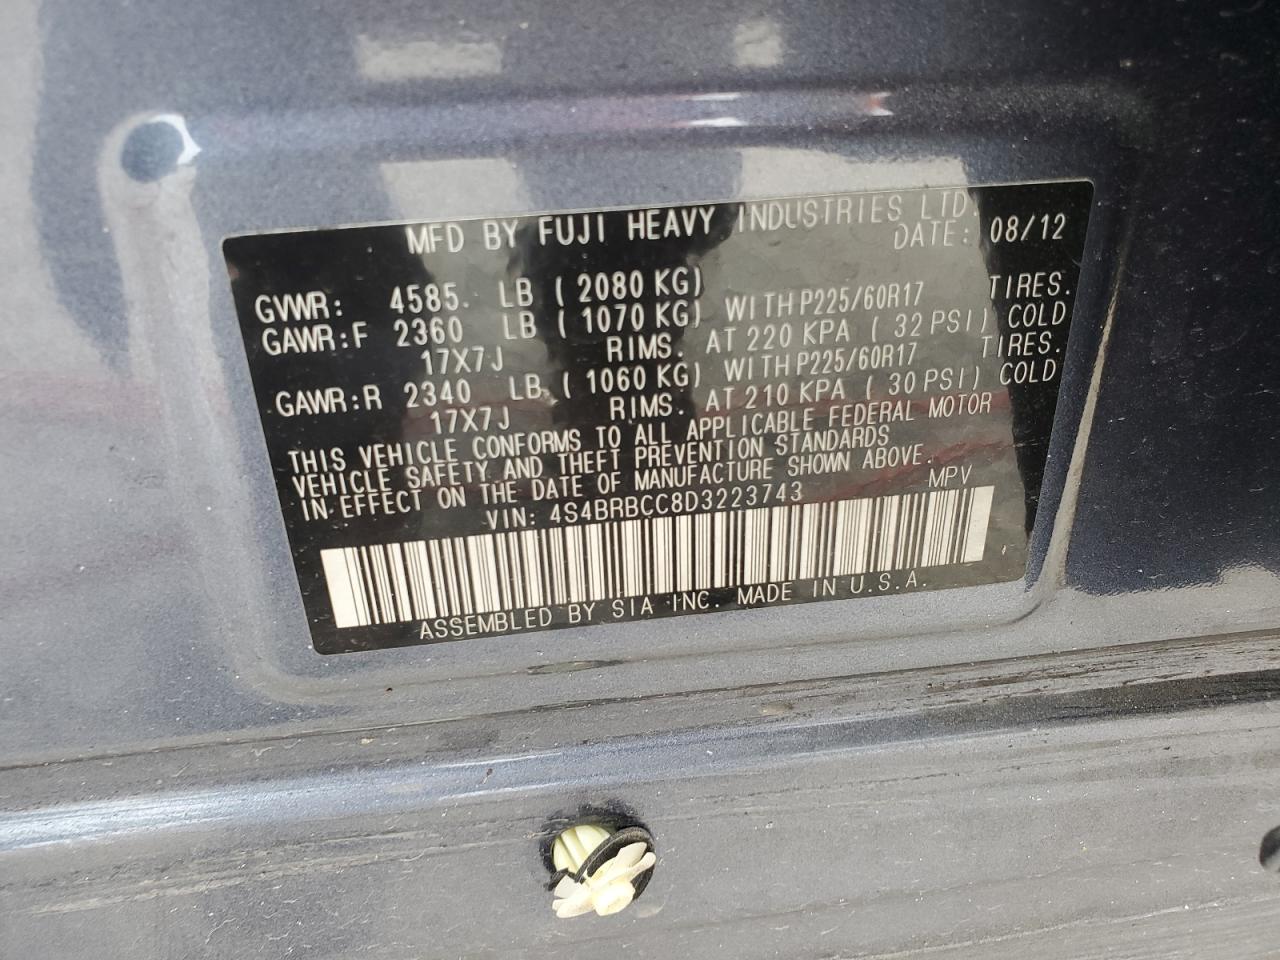 MFD BY FUJI HEAVY INDUSTRIES LTD.
DATE: 08/12
GVWR: 4585. LB (2080 KG)
GAWR:F 2360 LB (1070 KG) WITH P225/60R17 TIRES.
17X7J RIMS. AT 220 KPA (32 PSI) COLD
GAWR:R 2340 LB. (1060 KG) WITH P225/60R17 TIRES.
17X7J RIMS. AT 210 KPA (30 PSI) COLD
THIS VEHICLE CONFORMS TO ALL APPLICABLE FEDERAL MOTOR
VEHICLE SAFETY AND THEFT PREVENTION STANDARDS
IN EFFECT ON THE DATE OF MANUFACTURE SHOWN ABOVE.
VIN: 4S4BRBCC8D3223743 MPV
ASSEMBLED BY SIA INC. MADE IN U.S.A.